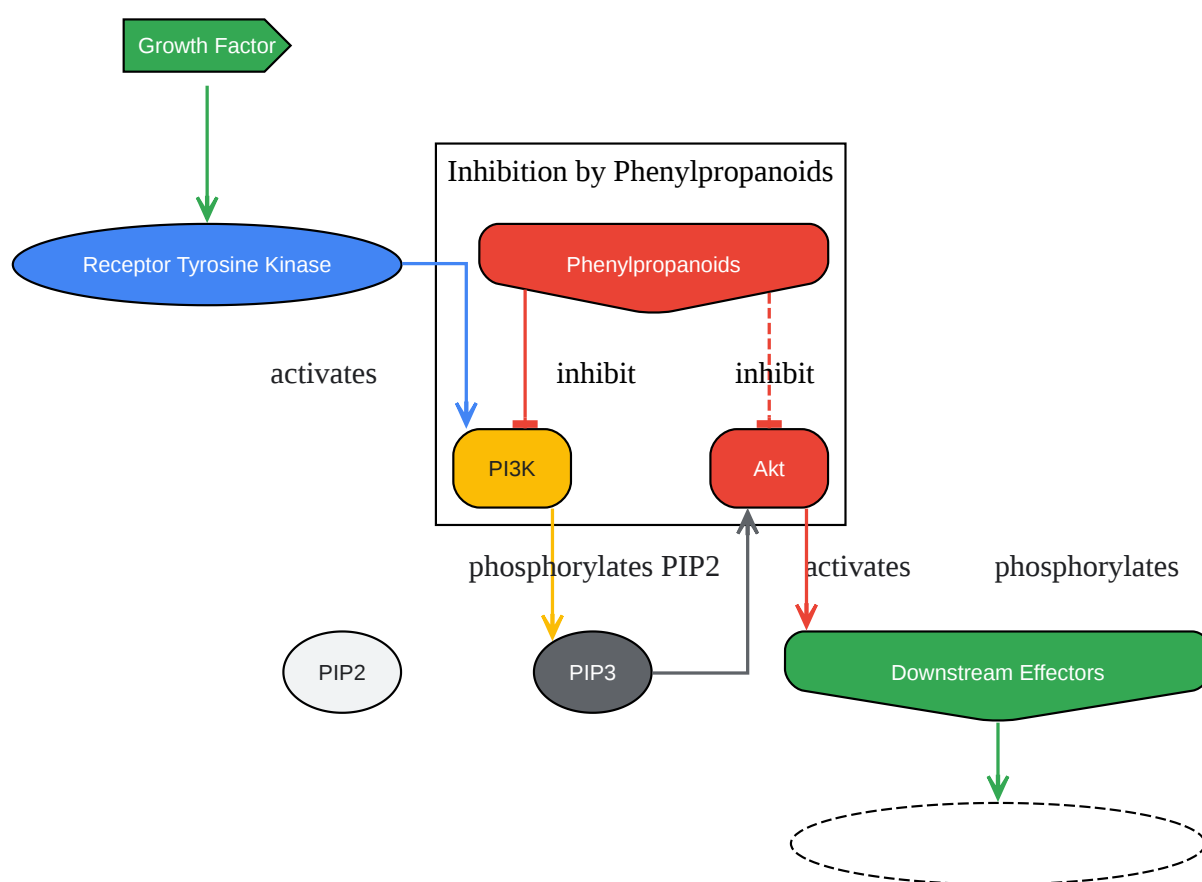 Growth Factor
Inhibition by Phenylpropanoids
Receptor Tyrosine Kinase
Phenylpropanoids
activates
inhibit
inhibit
PI3K
Akt
phosphorylates PIP2
activates
phosphorylates
PIP2
PIP3
Downstream Effectors